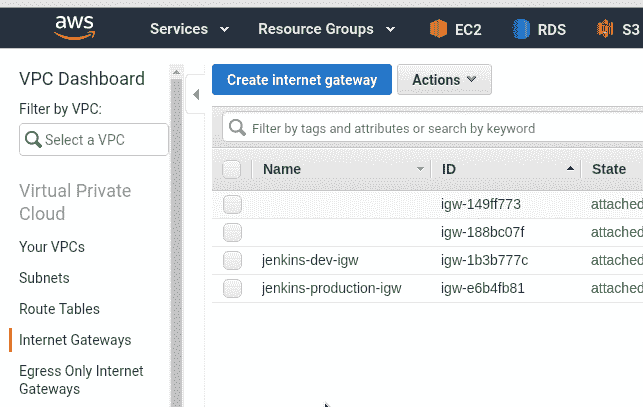 aws Services Resource Groups EC2 RDS S3
VPC Dashboard
Filter by VPC:
Select a VPC
Virtual Private
Cloud
Your VPCs
Subnets
Route Tables
Internet Gateways
Egress Only Internet
Gateways
Create internet gateway Actions
Filter by tags and attributes or search by keyword
Name ID State
igw-149ff773 attached
igw-188bc07f attached
jenkins-dev-igw igw-1b3b777c attached
jenkins-production-igw igw-e6b4fb81 attached